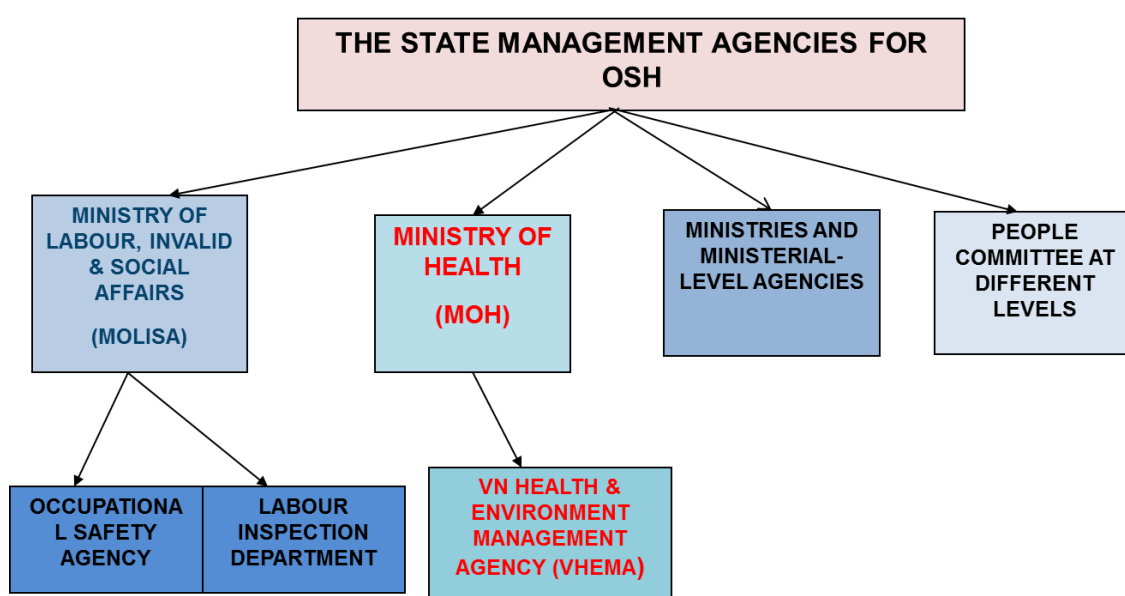 THE STATE MANAGEMENT AGENCIES FOR
OSH
MINISTRY OF
LABOUR, INVALID
& SOCIAL
AFFAIRS
(MOLISA)
MINISTRY OF
HEALTH
(MOH)
MINISTRIES AND
MINISTERIAL-
LEVEL AGENCIES
PEOPLE
COMMITTEE AT
DIFFERENT
LEVELS
OCCUPATIONA
L SAFETY
AGENCY
LABOUR
INSPECTION
DEPARTMENT
VN HEALTH &
ENVIRONMENT
MANAGEMENT
AGENCY (VHEMA)